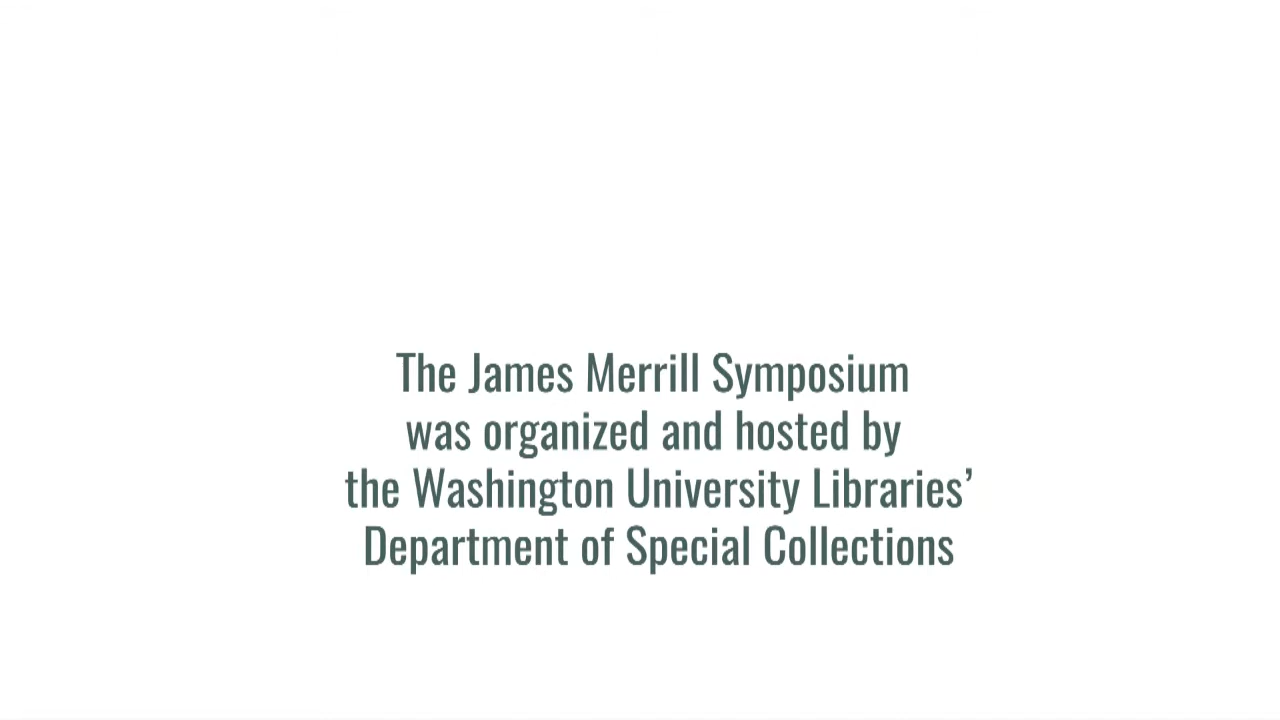 The James Merrill Symposium
was organized and hosted by
the Washington University Libraries’
Department of Special Collections